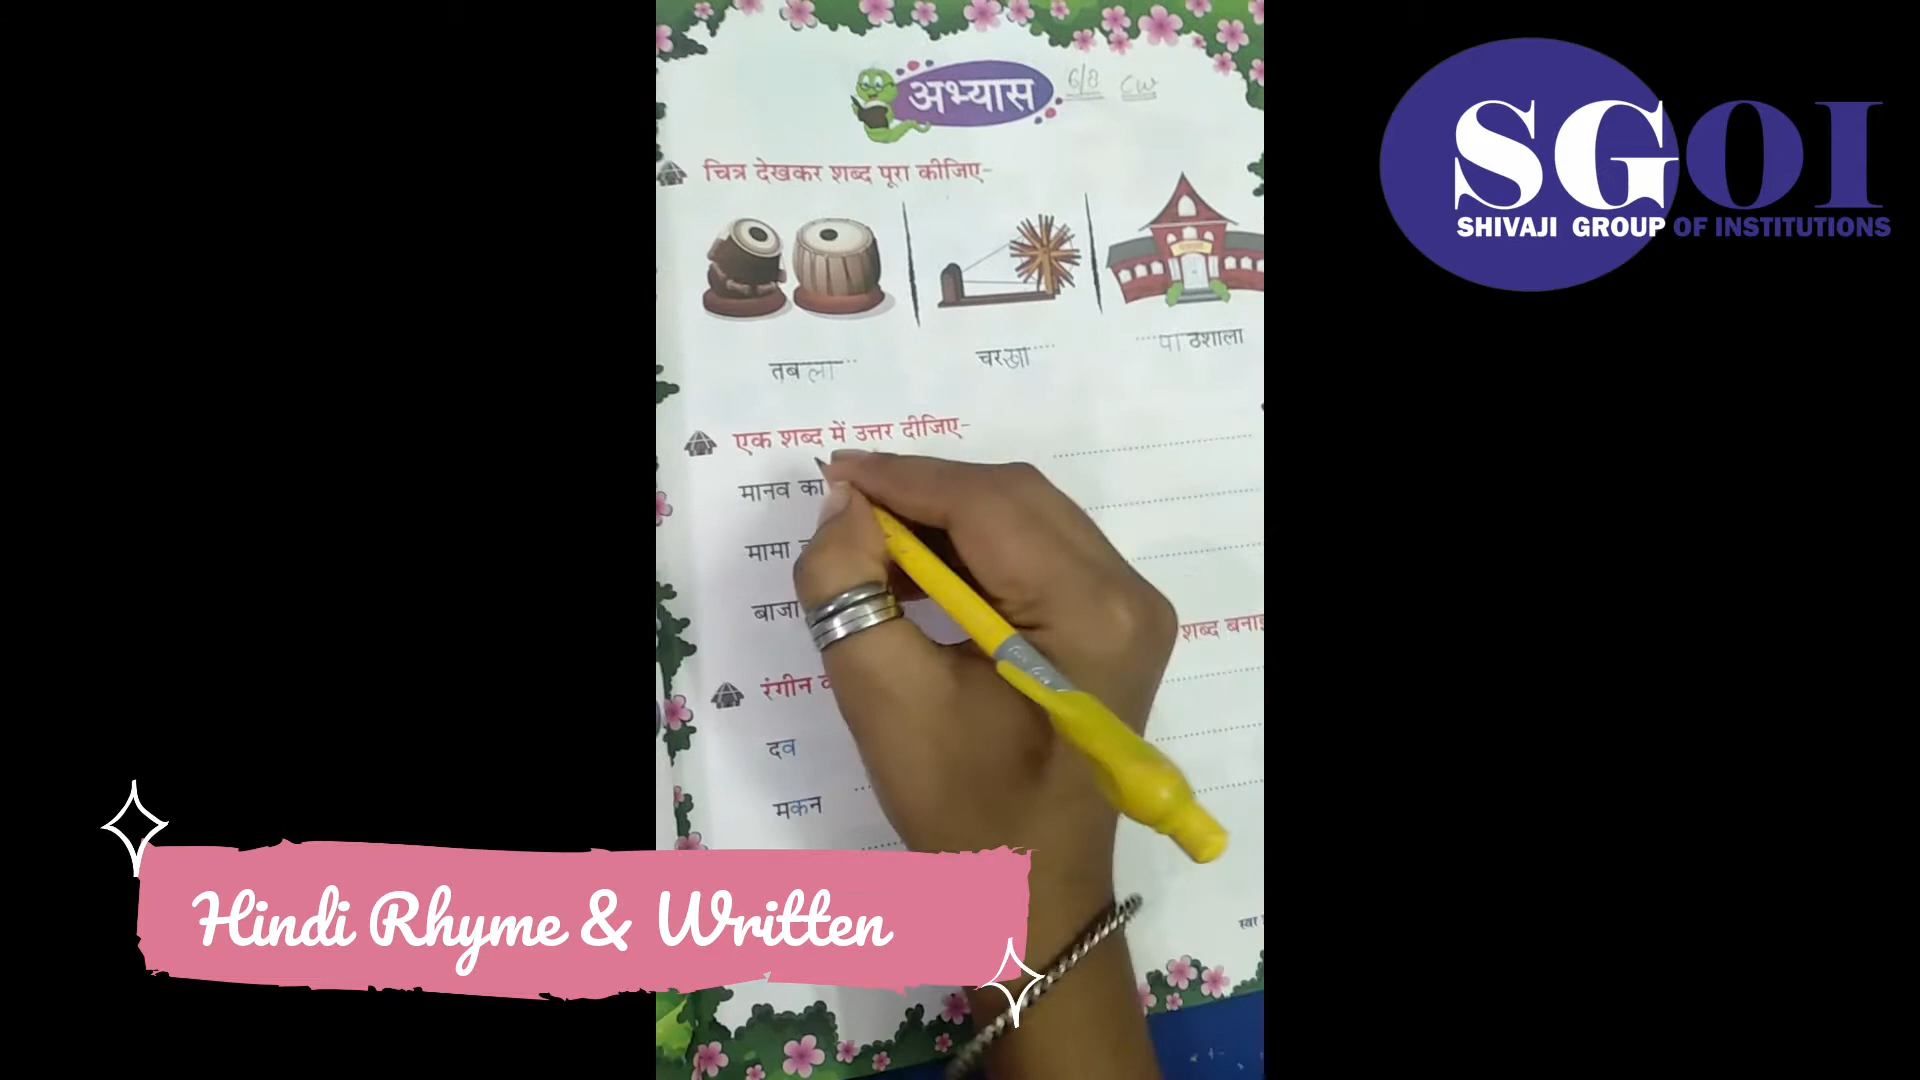 अभ्यास 6/8 CW
चित्र देखकर शब्द पूरा कीजिए-
तबला चरखा पाठशाला
एक शब्द में उत्तर दीजिए-
मानव का
मामा
बाजा
शब्द
रंगीन
दव
मकन
स्वर
Hindi Rhyme & Written
SGOI
SHIVAJI GROUP OF INSTITUTIONS